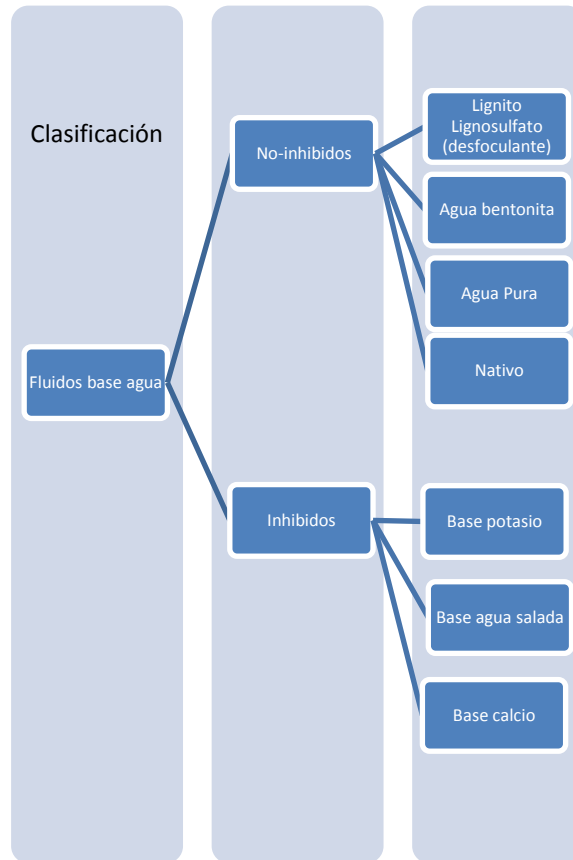 Clasificación
Fluidos base agua
No-inhibidos
Inhibidos
Lignito
Lignosulfato
(desfoculante)
Agua bentonita
Agua Pura
Nativo
Base potasio
Base agua salada
Base calcio